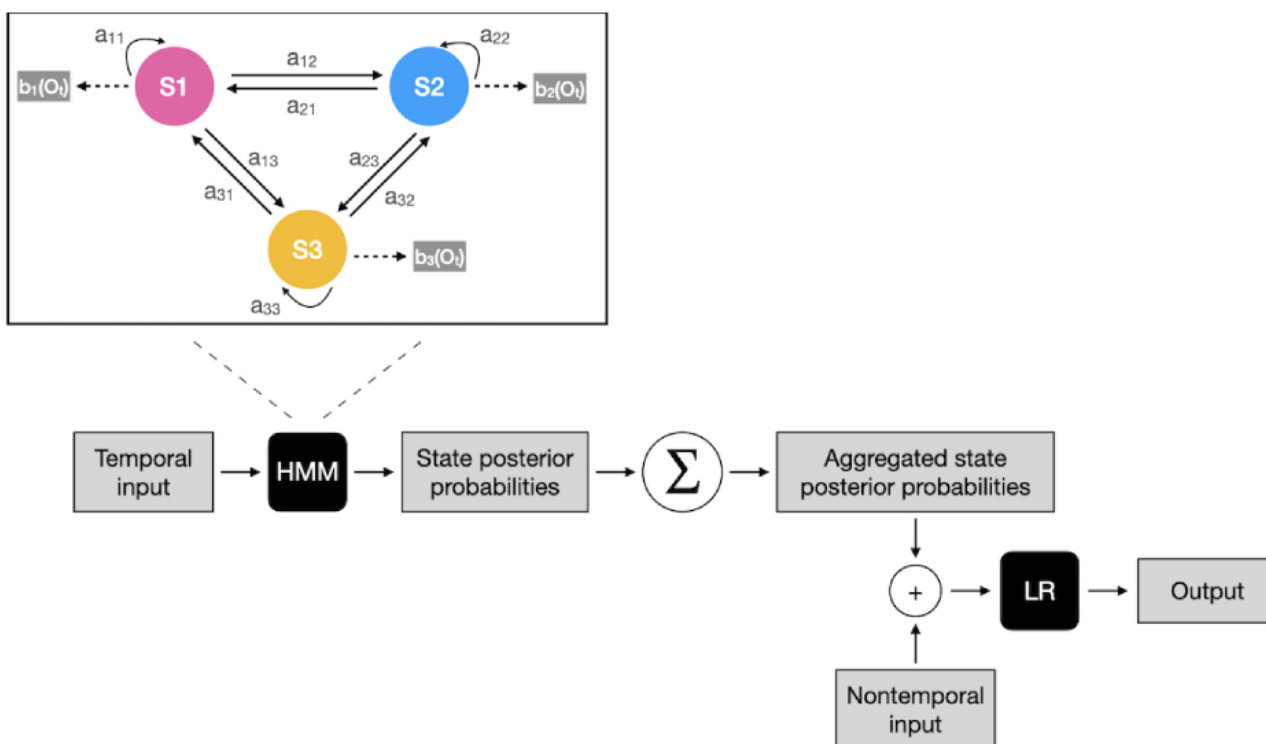 a₁₁
a₂₂
S1
a₁₂
S2
b₁(Oₜ)
b₂(Oₜ)
a₂₁
a₁₃
a₂₃
a₃₁
a₃₂
S3
b₃(Oₜ)
a₃₃
Temporal
input
HMM
State posterior
probabilities
Σ
Aggregated state
posterior probabilities
+
LR
Output
Nontemporal
input